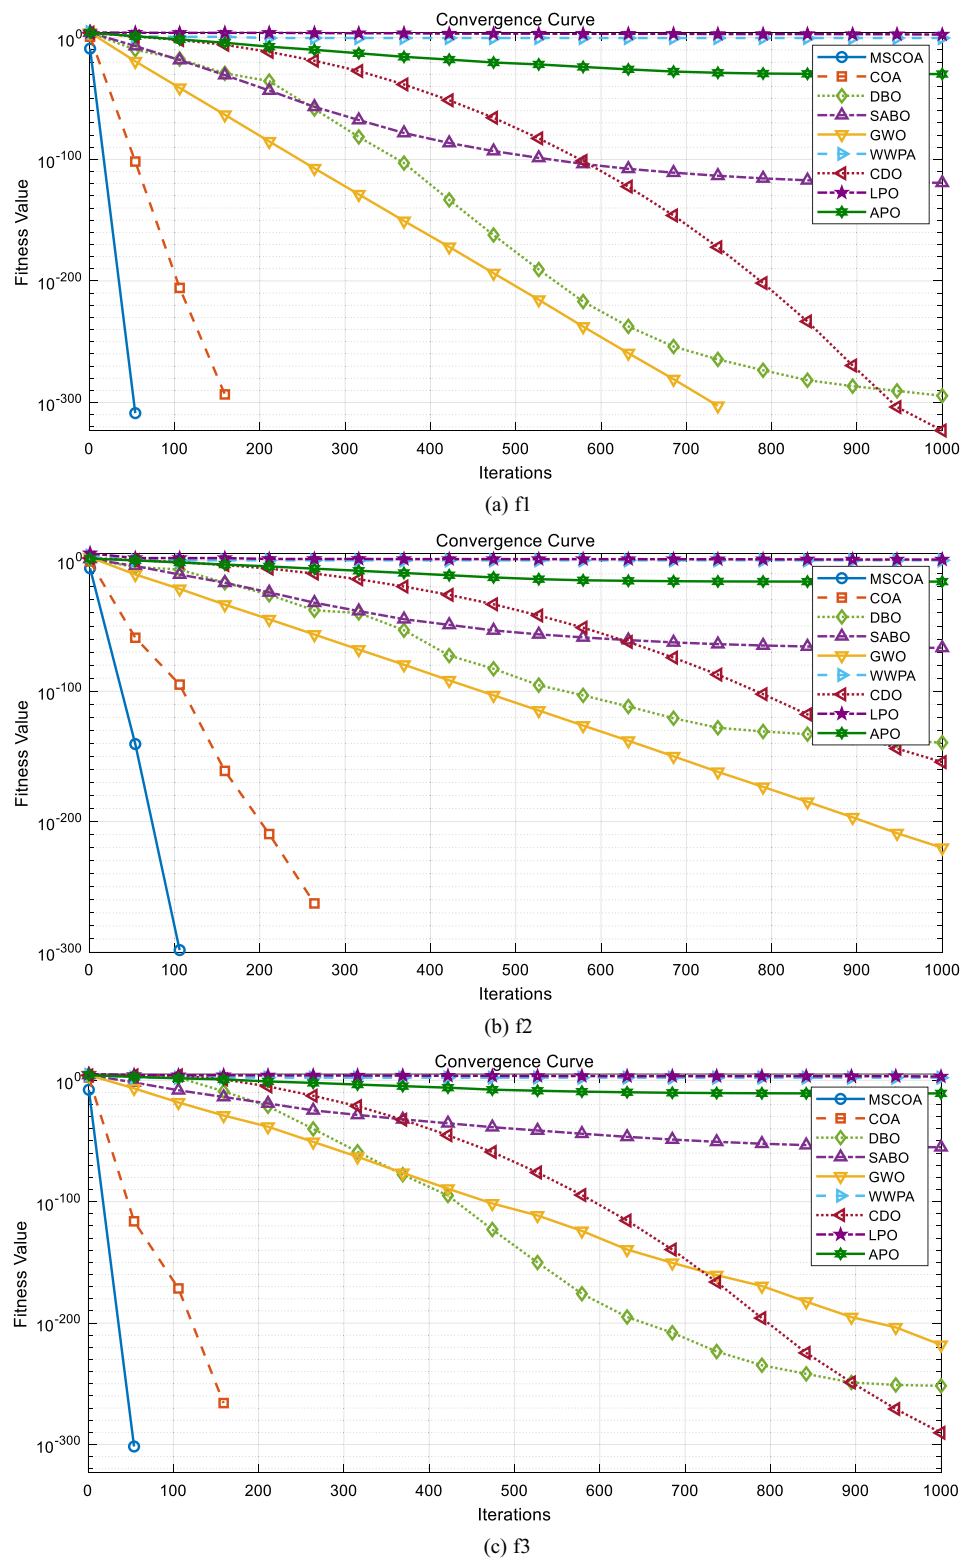 Convergence Curve
10^0
10^-100
10^-200
10^-300
Fitness Value
MSCOA
COA
DBO
SABO
GWO
WWPA
CDO
LPO
APO
0 100 200 300 400 500 600 700 800 900 1000
Iterations
(a) f1
Convergence Curve
10^0
10^-100
10^-200
10^-300
Fitness Value
MSCOA
COA
DBO
SABO
GWO
WWPA
CDO
LPO
APO
0 100 200 300 400 500 600 700 800 900 1000
Iterations
(b) f2
Convergence Curve
10^0
10^-100
10^-200
10^-300
Fitness Value
MSCOA
COA
DBO
SABO
GWO
WWPA
CDO
LPO
APO
0 100 200 300 400 500 600 700 800 900 1000
Iterations
(c) f3